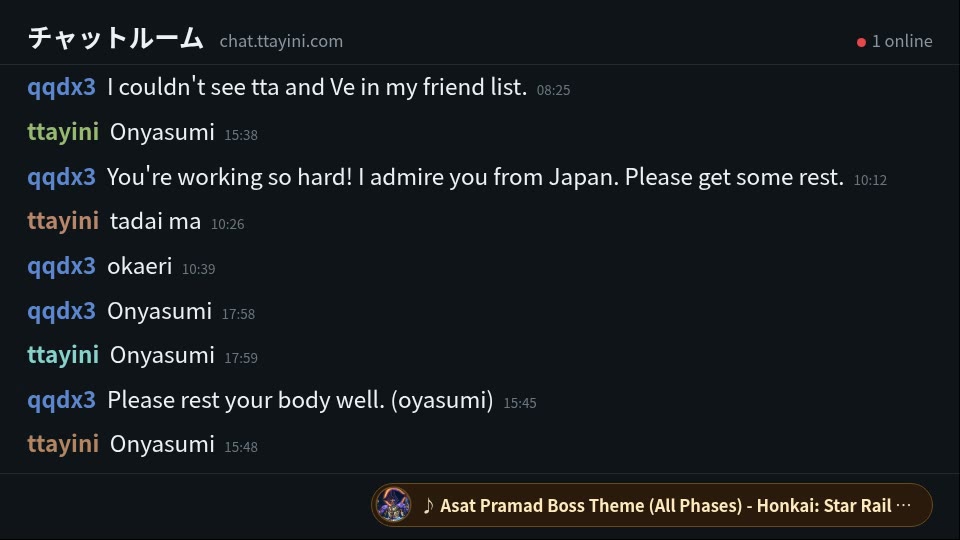 チャットルーム chat.ttayini.com 1 online
qqdx3 I couldn't see tta and Ve in my friend list. 08:25
ttayini Onyasumi 15:38
qqdx3 You're working so hard! I admire you from Japan. Please get some rest. 10:12
ttayini tadai ma 10:26
qqdx3 okaeri 10:39
qqdx3 Onyasumi 17:58
ttayini Onyasumi 17:59
qqdx3 Please rest your body well. (oyasumi) 15:45
ttayini Onyasumi 15:48
♪ Asat Pramad Boss Theme (All Phases) - Honkai: Star Rail ⋯